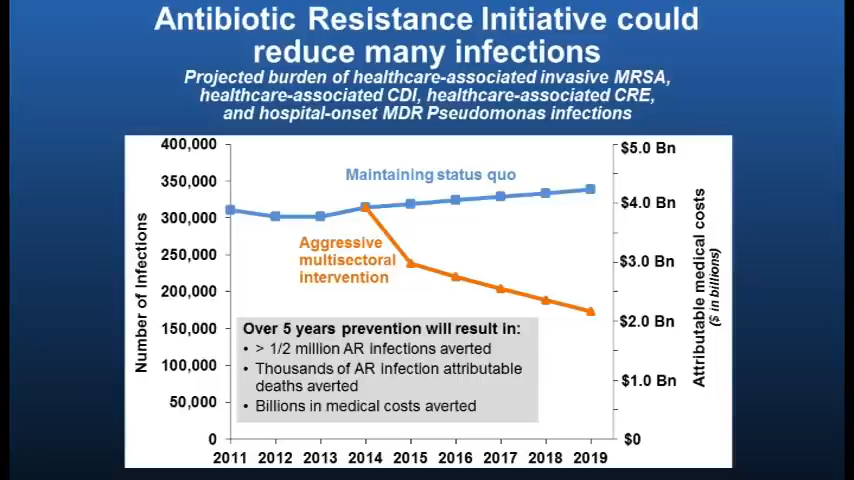 Antibiotic Resistance Initiative could
reduce many infections
Projected burden of healthcare-associated invasive MRSA,
healthcare-associated CDI, healthcare-associated CRE,
and hospital-onset MDR Pseudomonas infections
400,000
350,000
300,000
250,000
200,000
150,000
100,000
50,000
0
Number of Infections
Maintaining status quo
Aggressive
multisectoral
intervention
Over 5 years prevention will result in:
• > 1/2 million AR Infections averted
• Thousands of AR Infection attributable
deaths averted
• Billions in medical costs averted
$5.0 Bn
$4.0 Bn
$3.0 Bn
$2.0 Bn
$1.0 Bn
$0
Attributable medical costs
($ in billions)
2011 2012 2013 2014 2015 2016 2017 2018 2019